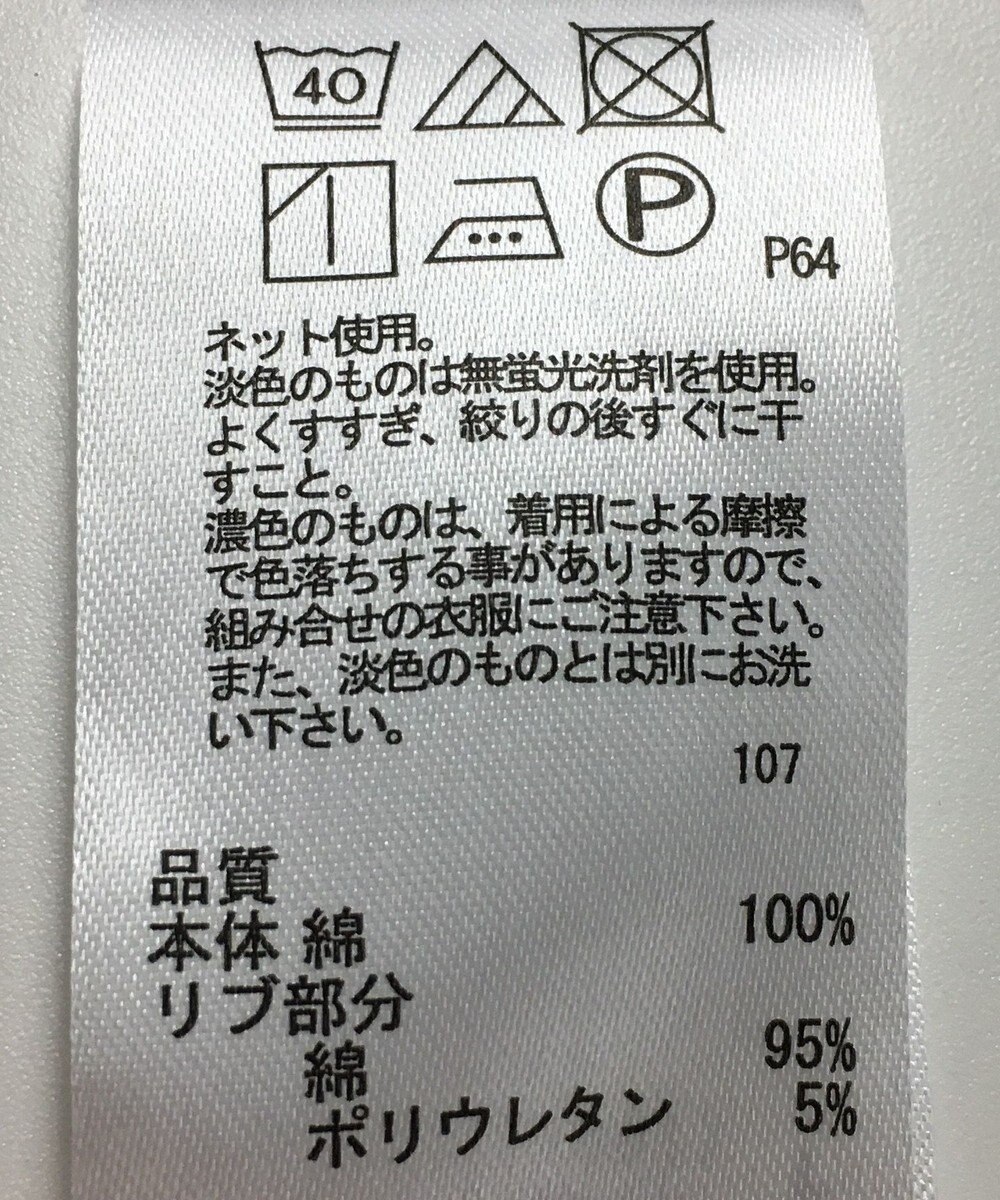 40
P
P64
ネット使用。
淡色のものは無蛍光洗剤を使用。
よくすすぎ、絞りの後すぐに干
すこと。
濃色のものは、着用による摩擦
で色落ちする事がありますので、
組み合せの衣服にご注意下さい。
また、淡色のものとは別にお洗
い下さい。
107
品質
本体 綿 100%
リブ部分
綿 95%
ポリウレタン 5%